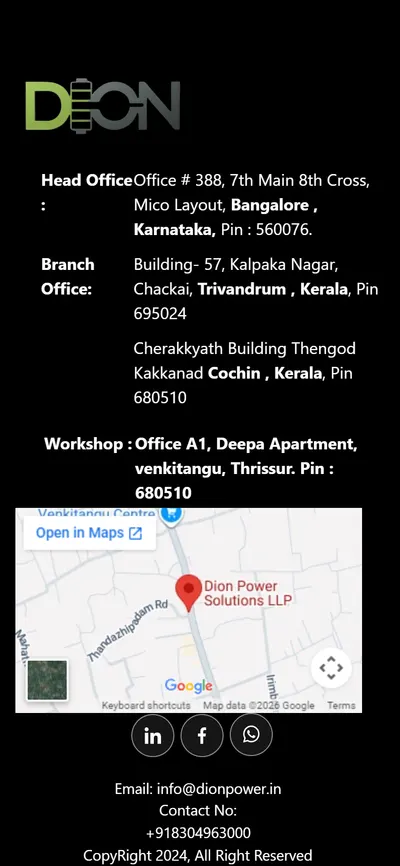 DION
Head Office Office # 388, 7th Main 8th Cross,
: Mico Layout, Bangalore ,
Karnataka, Pin : 560076.
Branch Building- 57, Kalpaka Nagar,
Office: Chackai, Trivandrum , Kerala, Pin
695024
Cherakkyath Building Thengod
Kakkanad Cochin , Kerala, Pin
680510
Workshop : Office A1, Deepa Apartment,
venkitangu, Thrissur. Pin :
680510
Venkitangu Centre
Open in Maps
Dion Power
Solutions LLP
Thandazhipadam Rd
Mahat
Irimb
Google
Keyboard shortcuts Map data ©2026 Google Terms
in f
Email: info@dionpower.in
Contact No:
+918304963000
CopyRight 2024, All Right Reserved